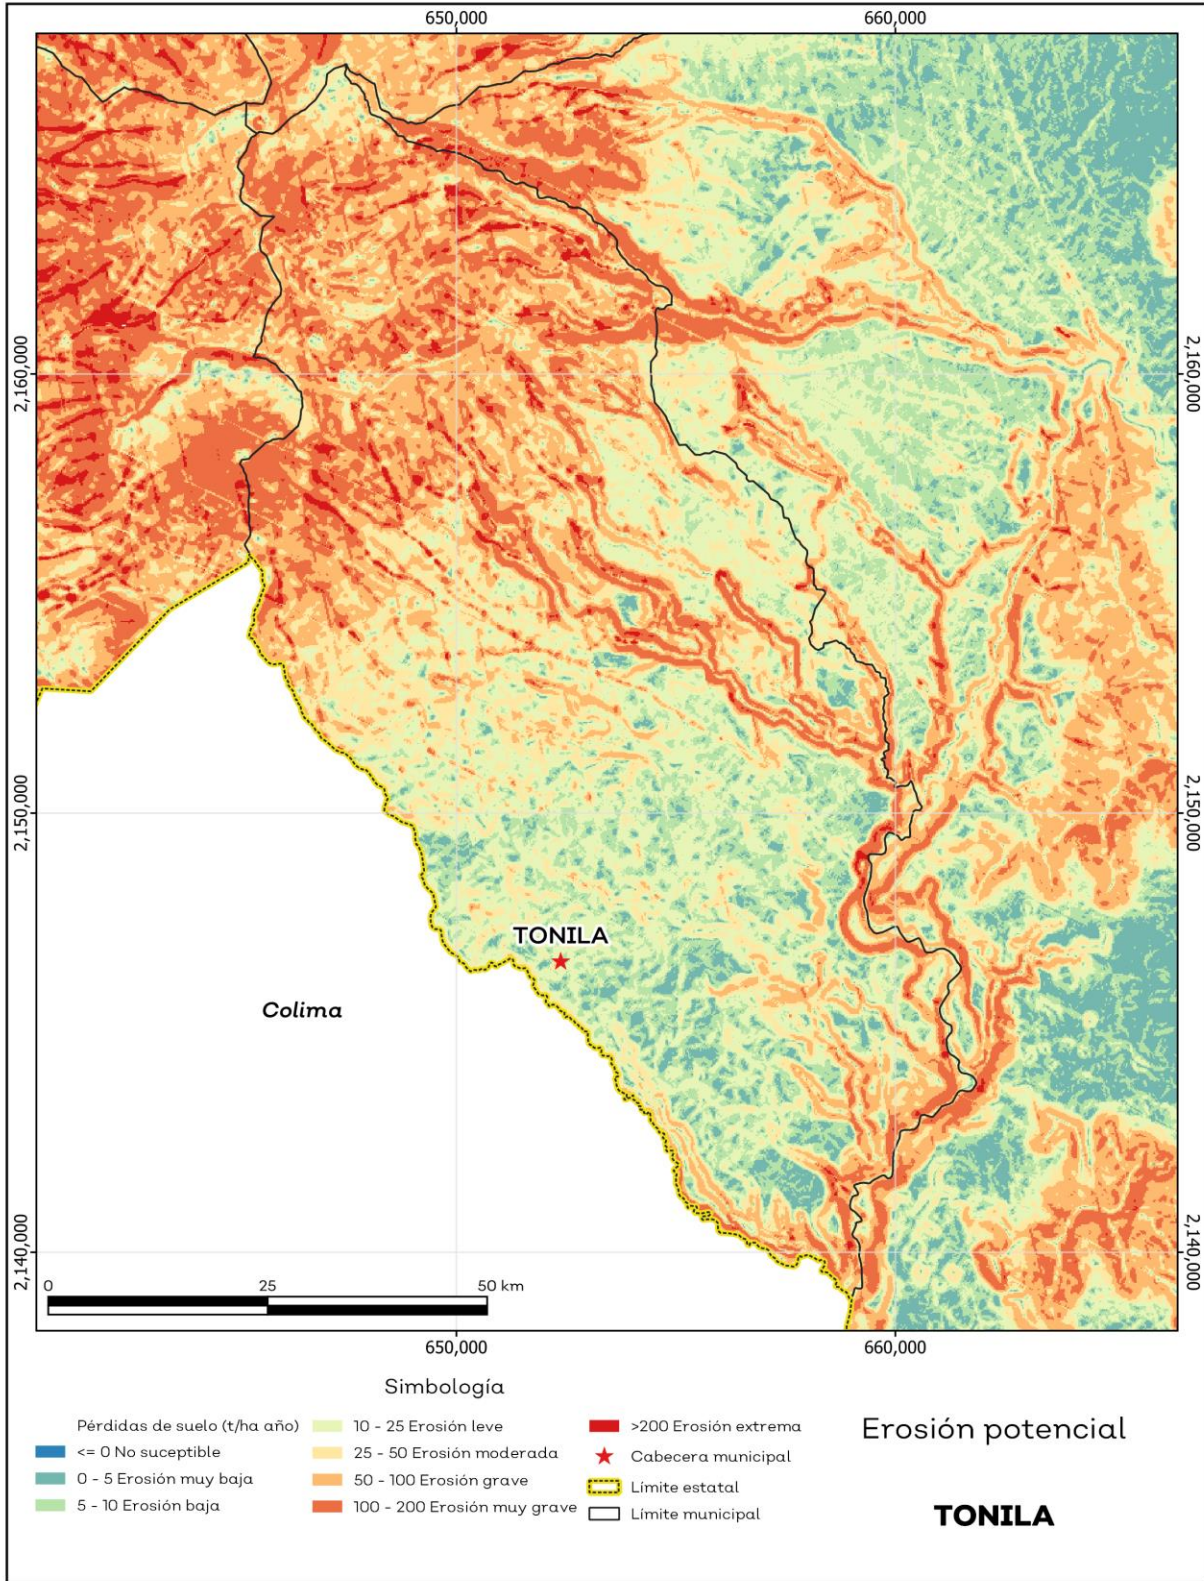 650,000 660,000
2,160,000 2,160,000
2,150,000 2,150,000
TONILA
Colima
2,140,000 2,140,000
0 25 50 km
650,000 660,000
Simbología
Pérdidas de suelo (t/ha año)
<= 0 No suceptible
0 - 5 Erosión muy baja
5 - 10 Erosión baja
10 - 25 Erosión leve
25 - 50 Erosión moderada
50 - 100 Erosión grave
100 - 200 Erosión muy grave
>200 Erosión extrema
Cabecera municipal
Límite estatal
Límite municipal
Erosión potencial
TONILA